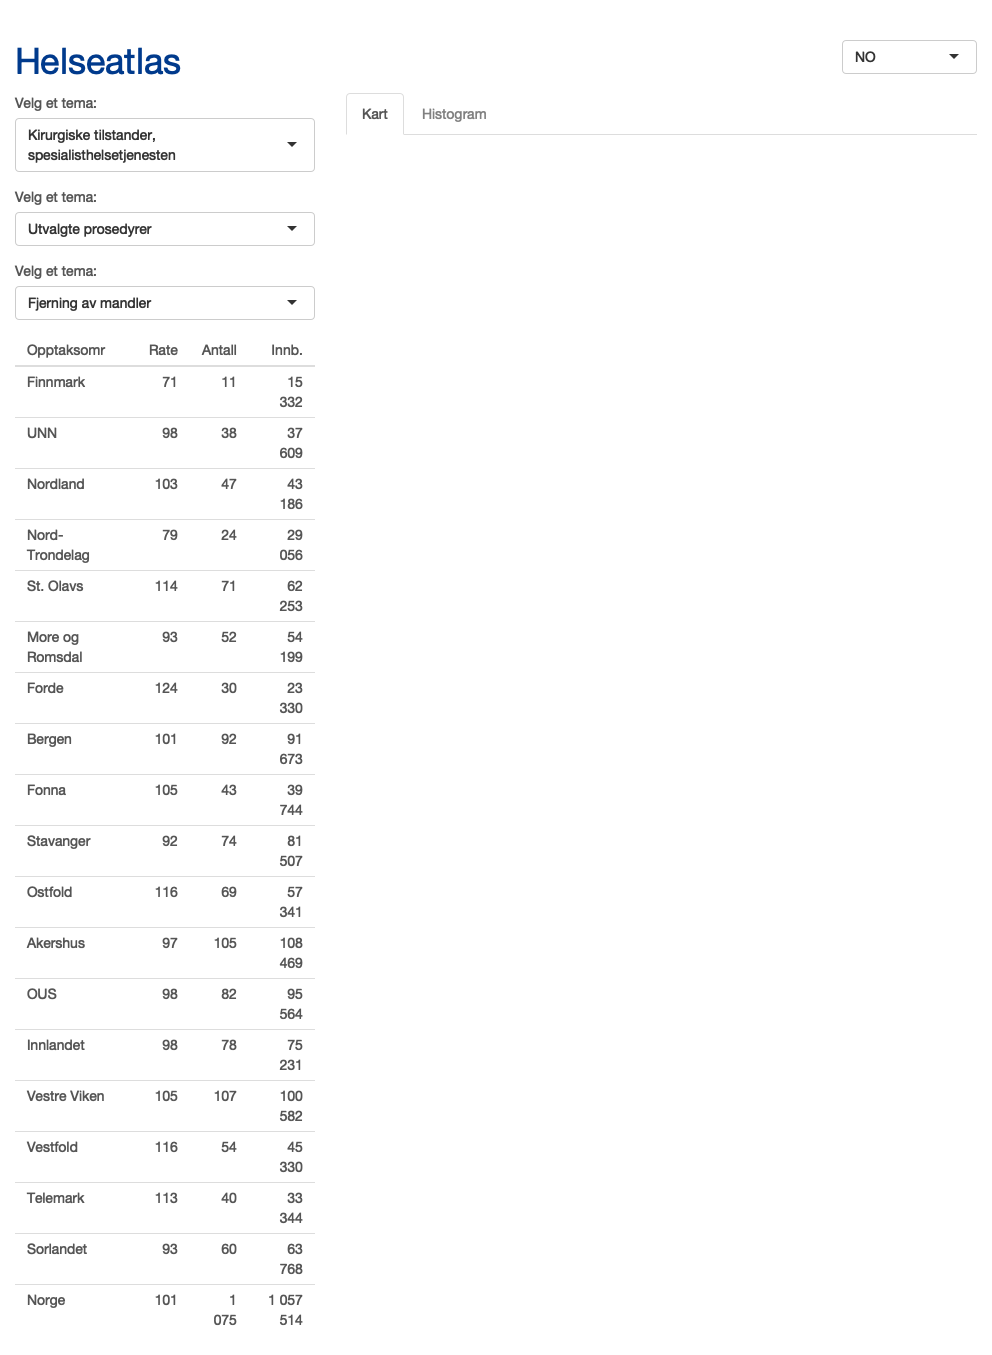 Helseatlas
NO
Velg et tema:
Kirurgiske tilstander,
spesialisthelsetjenesten
Velg et tema:
Utvalgte prosedyrer
Velg et tema:
Fjerning av mandler
Kart Histogram
Opptaksomr Rate Antall Innb.
Finnmark 71 11 15
332
UNN 98 38 37
609
Nordland 103 47 43
186
Nord- 79 24 29
Trondelag 056
St. Olavs 114 71 62
253
More og 93 52 54
Romsdal 199
Forde 124 30 23
330
Bergen 101 92 91
673
Fonna 105 43 39
744
Stavanger 92 74 81
507
Ostfold 116 69 57
341
Akershus 97 105 108
469
OUS 98 82 95
564
Innlandet 98 78 75
231
Vestre Viken 105 107 100
582
Vestfold 116 54 45
330
Telemark 113 40 33
344
Sorlandet 93 60 63
768
Norge 101 1 1 057
075 514